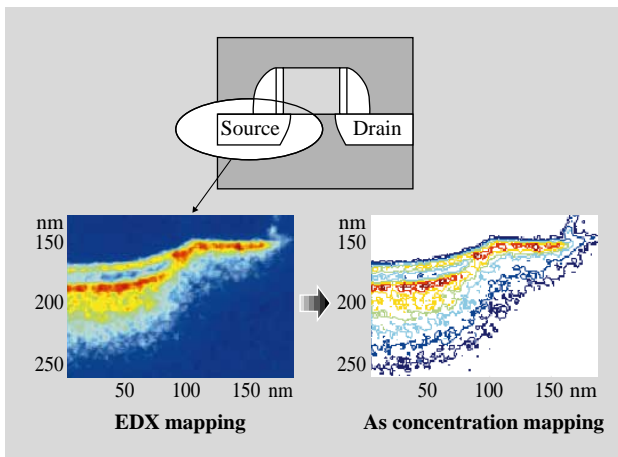 Source
Drain
nm
150
200
250
50
100
150 nm
EDX mapping
nm
150
200
250
50
100
150 nm
As concentration mapping